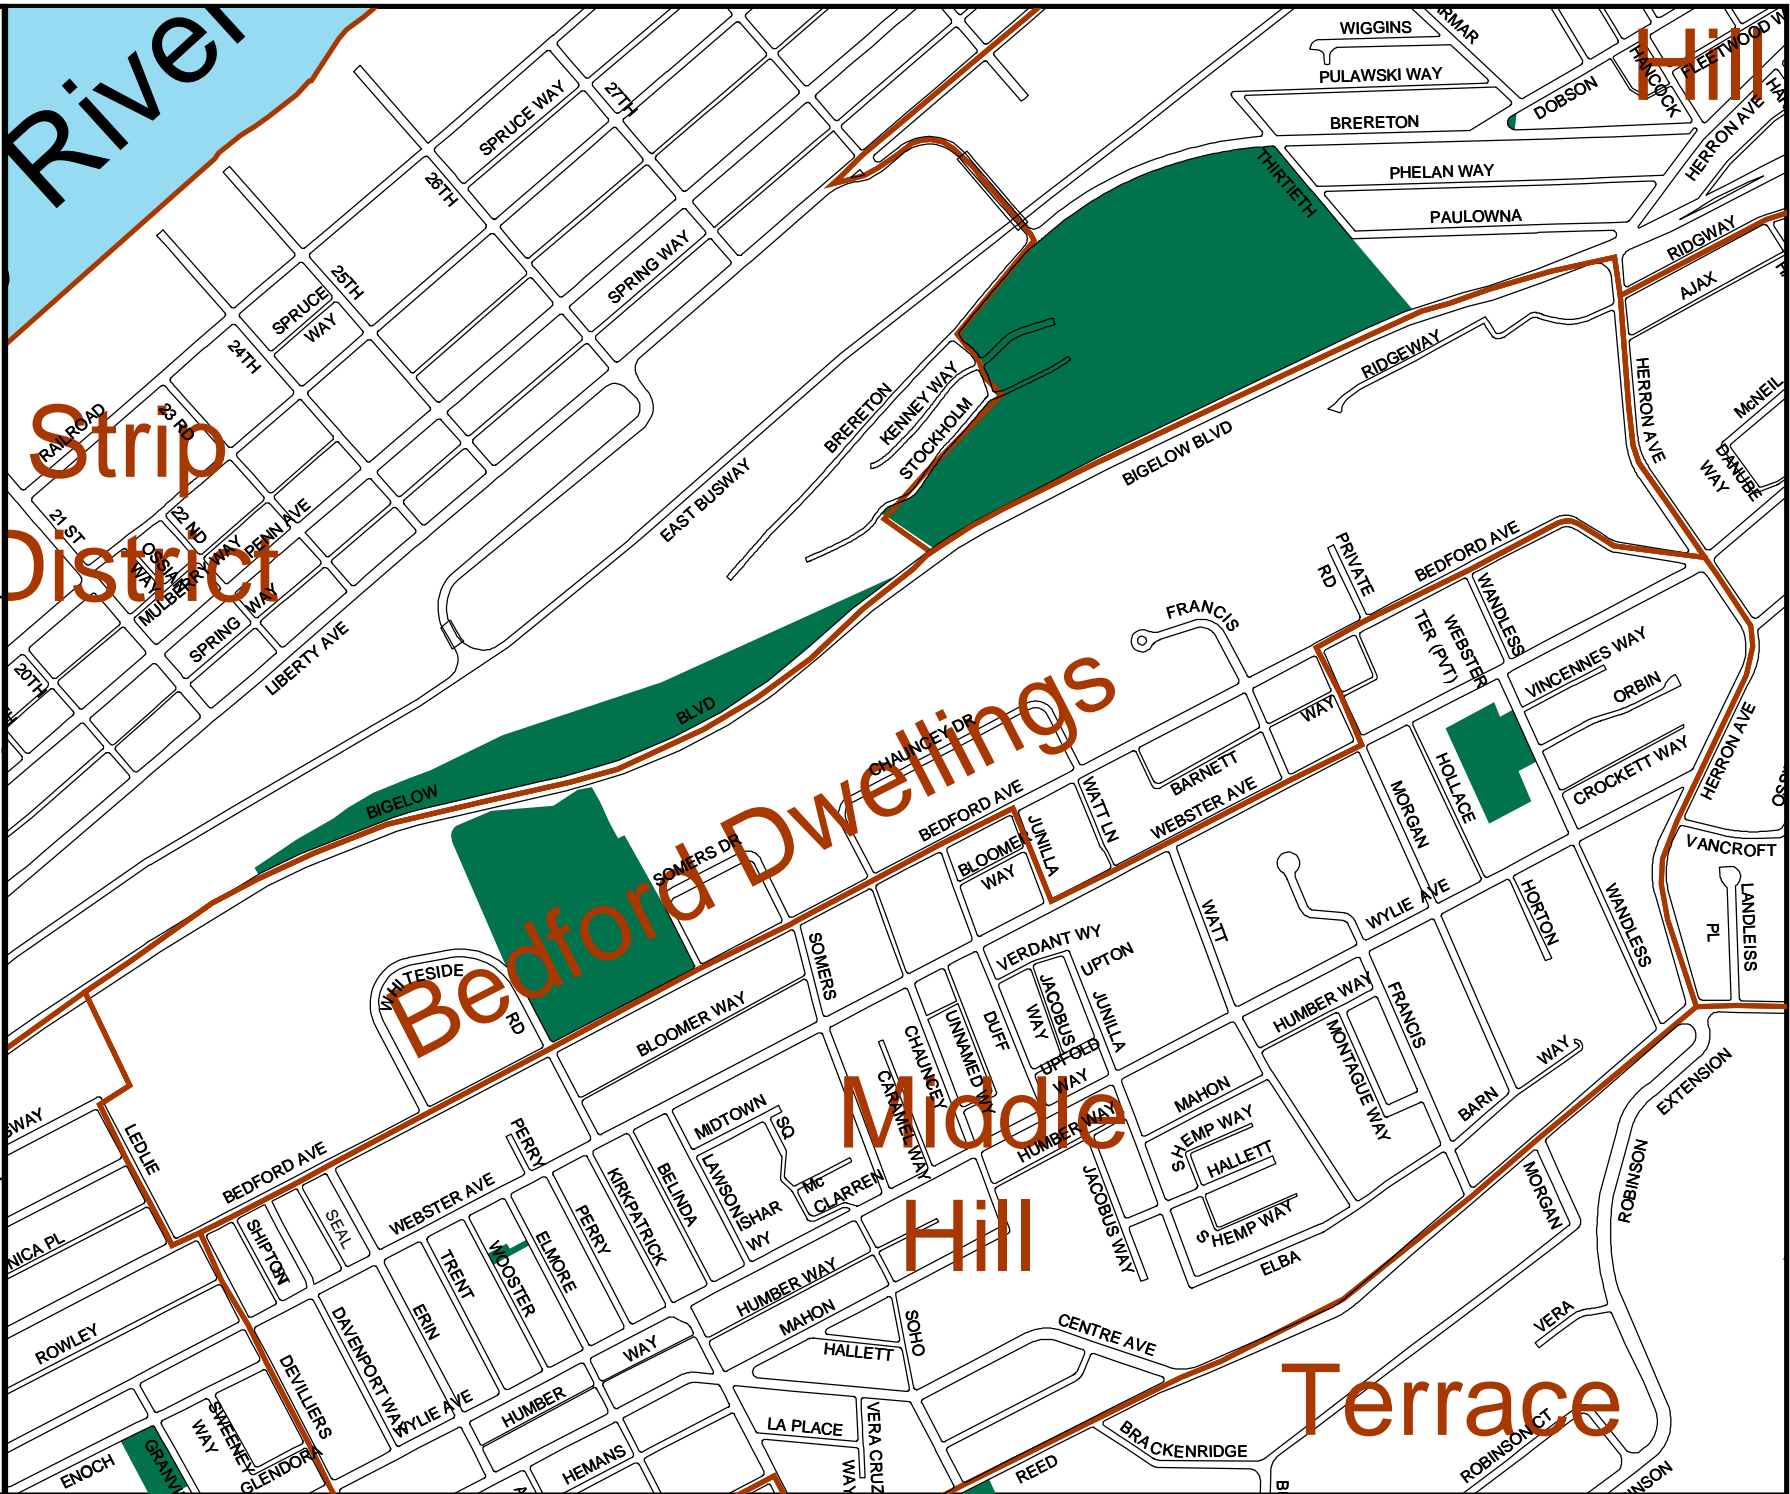 River
WIGGINS
PULAWSKI WAY
BRERETON
DOBSON
HANCOCK
FLEETWOOD
Hill
HERRON AVE
PHELAN WAY
PAULOWNA
THIRTIETH
RIDGWAY
AJAX
SPRUCE WAY
27TH
26TH
SPRING WAY
25TH
SPRUCE
WAY
24TH
RIDGEWAY
BRERETON
KENNEY WAY
STOCKHOLM
BIGELOW BLVD
EAST BUSWAY
HERRON AVE
McNEIL
DANUBE
WAY
RAILROAD
23 RD
Strip
District
21 ST
22 ND
PENN AVE
OSSIAN
WAY
MULBERRY WAY
SPRING WAY
LIBERTY AVE
20TH
PRIVATE
RD
BEDFORD AVE
WANDLESS
WEBSTER
TER (PVT)
FRANCIS
VINCENNES WAY
ORBIN
CROCKETT WAY
HERRON AVE
BLVD
BIGELOW
CHAUNCEY DR
Bedford Dwellings
WAY
BARNETT
WEBSTER AVE
WATT LN
BEDFORD AVE
JUNILLA
BLOOMER
WAY
MORGAN
HOLLACE
VANCROFT
LANDLEISS
PL
SOMERS DR
WYLIE AVE
HORTON
WANDLESS
WATT
VERDANT WY
UPTON
SOMERS
WHITESIDE
RD
BLOOMER WAY
JACOBUS
WAY
JUNILLA
DUFF
UNNAMED WY
CHAUNCEY
CARAMEL WAY
UPFOLD
WAY
HUMBER WAY
FRANCIS
MONTAGUE WAY
BARN
WAY
EXTENSION
ROBINSON
Middle
Hill
MAHON
S HEMP WAY
HALLETT
HUMBER WAY
JACOBUS WAY
S HEMP WAY
ELBA
MORGAN
LEDLIE
BEDFORD AVE
PERRY
MIDTOWN
SQ
Mc
CLARREN
LAWSON
ISHAR
WY
BELINDA
KIRKPATRICK
PERRY
ELMORE
WOOSTER
TRENT
ERIN
WEBSTER AVE
SEAL
SHIPTON
NICA PL
ROWLEY
DAVENPORT WAY
DEVILLIERS
WYLIE AVE
HUMBER WAY
HUMBER WAY
MAHON
HALLETT
SOHO
CENTRE AVE
VERA
Terrace
ROBINSON CT
BRACKENRIDGE
REED
LA PLACE
VERA CRUZ
WAY
HEMANS
SWEENEY
WAY
GLENDORA
ENOCH